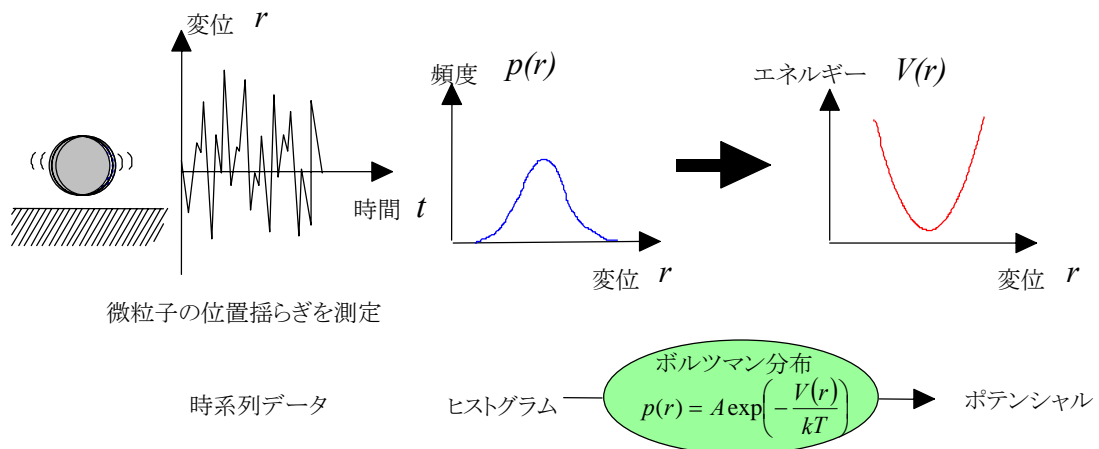 変位 r
時間 t
微粒子の位置揺らぎを測定
時系列データ
頻度 p(r)
変位 r
ヒストグラム
ボルツマン分布
p(r) = A exp(-V(r)/kT)
エネルギー V(r)
変位 r
ポテンシャル